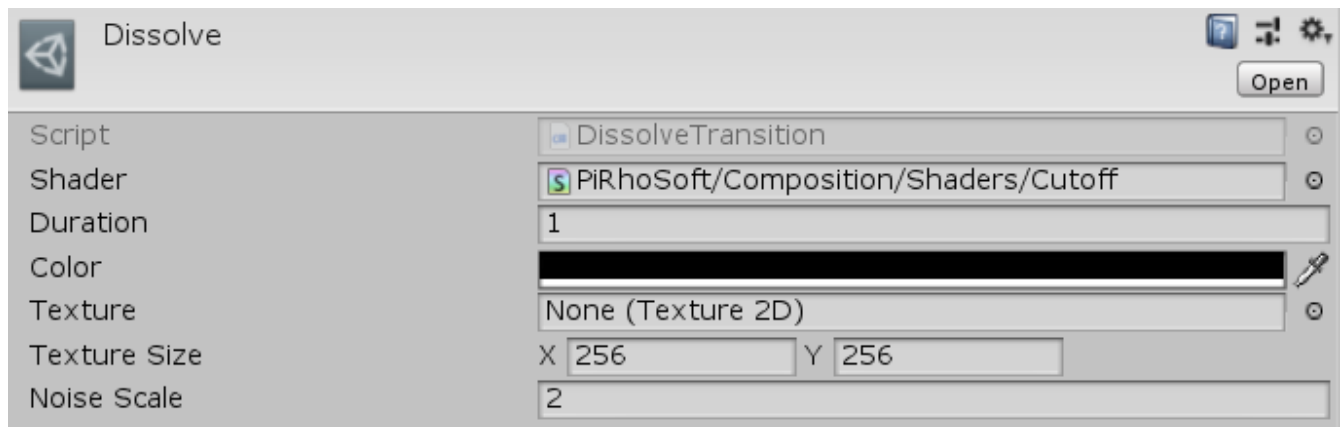 Dissolve
Open
Script DissolveTransition
Shader PiRhoSoft/Composition/Shaders/Cutoff
Duration 1
Color
Texture None (Texture 2D)
Texture Size X 256 Y 256
Noise Scale 2